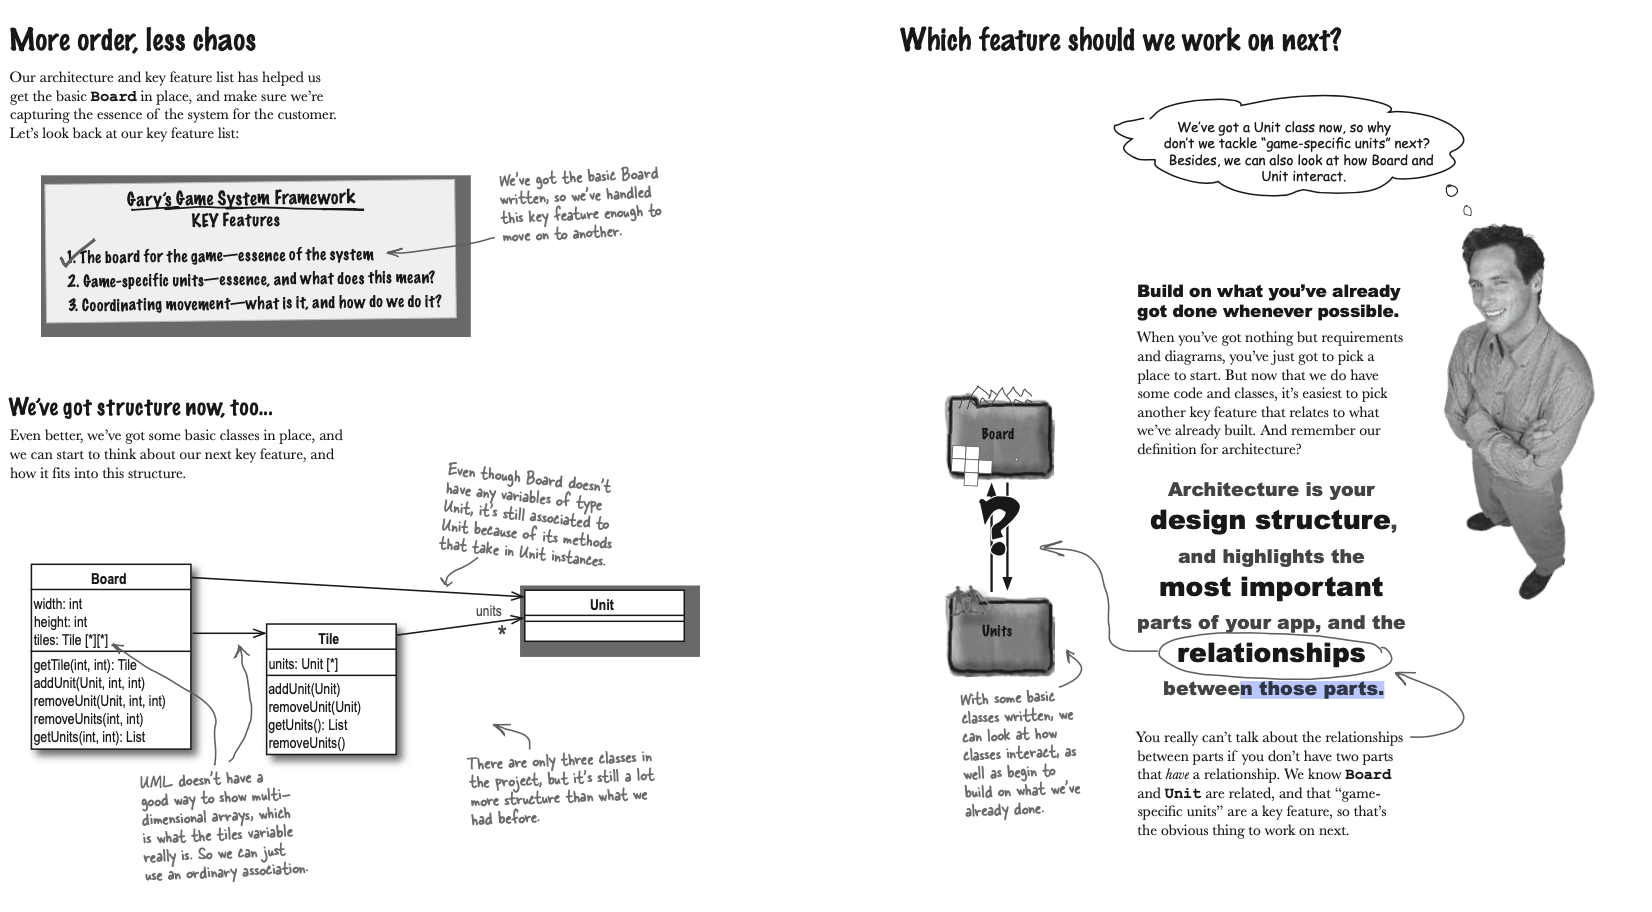 More order, less chaos
Our architecture and key feature list has helped us
get the basic Board in place, and make sure we're
capturing the essence of the system for the customer.
Let's look back at our key feature list:
Gary's Game System Framework
KEY Features
1. The board for the game—essence of the system
2. Game-specific units—essence, and what does this mean?
3. Coordinating movement—what is it, and how do we do it?
We've got the basic Board
written, so we've handled
this key feature enough to
move on to another.
We've got structure now, too...
Even better, we've got some basic classes in place, and
we can start to think about our next key feature, and
how it fits into this structure.
Even though Board doesn't
have any variables of type
Unit, it's still associated to
Unit because of its methods
that take in Unit instances.
Board
width: int
height: int
tiles: Tile [*][*]
getTile(int, int): Tile
addUnit(Unit, int, int)
removeUnit(Unit, int, int)
removeUnits(int, int)
getUnits(int, int): List
Tile
units: Unit [*]
addUnit(Unit)
removeUnit(Unit)
getUnits(): List
removeUnits()
units
*
Unit
UML doesn't have a
good way to show multi-
dimensional arrays, which
is what the tiles variable
really is. So we can just
use an ordinary association.
There are only three classes in
the project, but it's still a lot
more structure than what we
had before.
Which feature should we work on next?
We've got a Unit class now, so why
don't we tackle "game-specific units" next?
Besides, we can also look at how Board and
Unit interact.
Build on what you've already
got done whenever possible.
When you've got nothing but requirements
and diagrams, you've just got to pick a
place to start. But now that we do have
some code and classes, it's easiest to pick
another key feature that relates to what
we've already built. And remember our
definition for architecture?
Board
?
Units
With some basic
classes written, we
can look at how
classes interact, as
well as begin to
build on what we've
already done.
Architecture is your
design structure,
and highlights the
most important
parts of your app, and the
relationships
between those parts.
You really can't talk about the relationships
between parts if you don't have two parts
that have a relationship. We know Board
and Unit are related, and that "game-
specific units" are a key feature, so that's
the obvious thing to work on next.